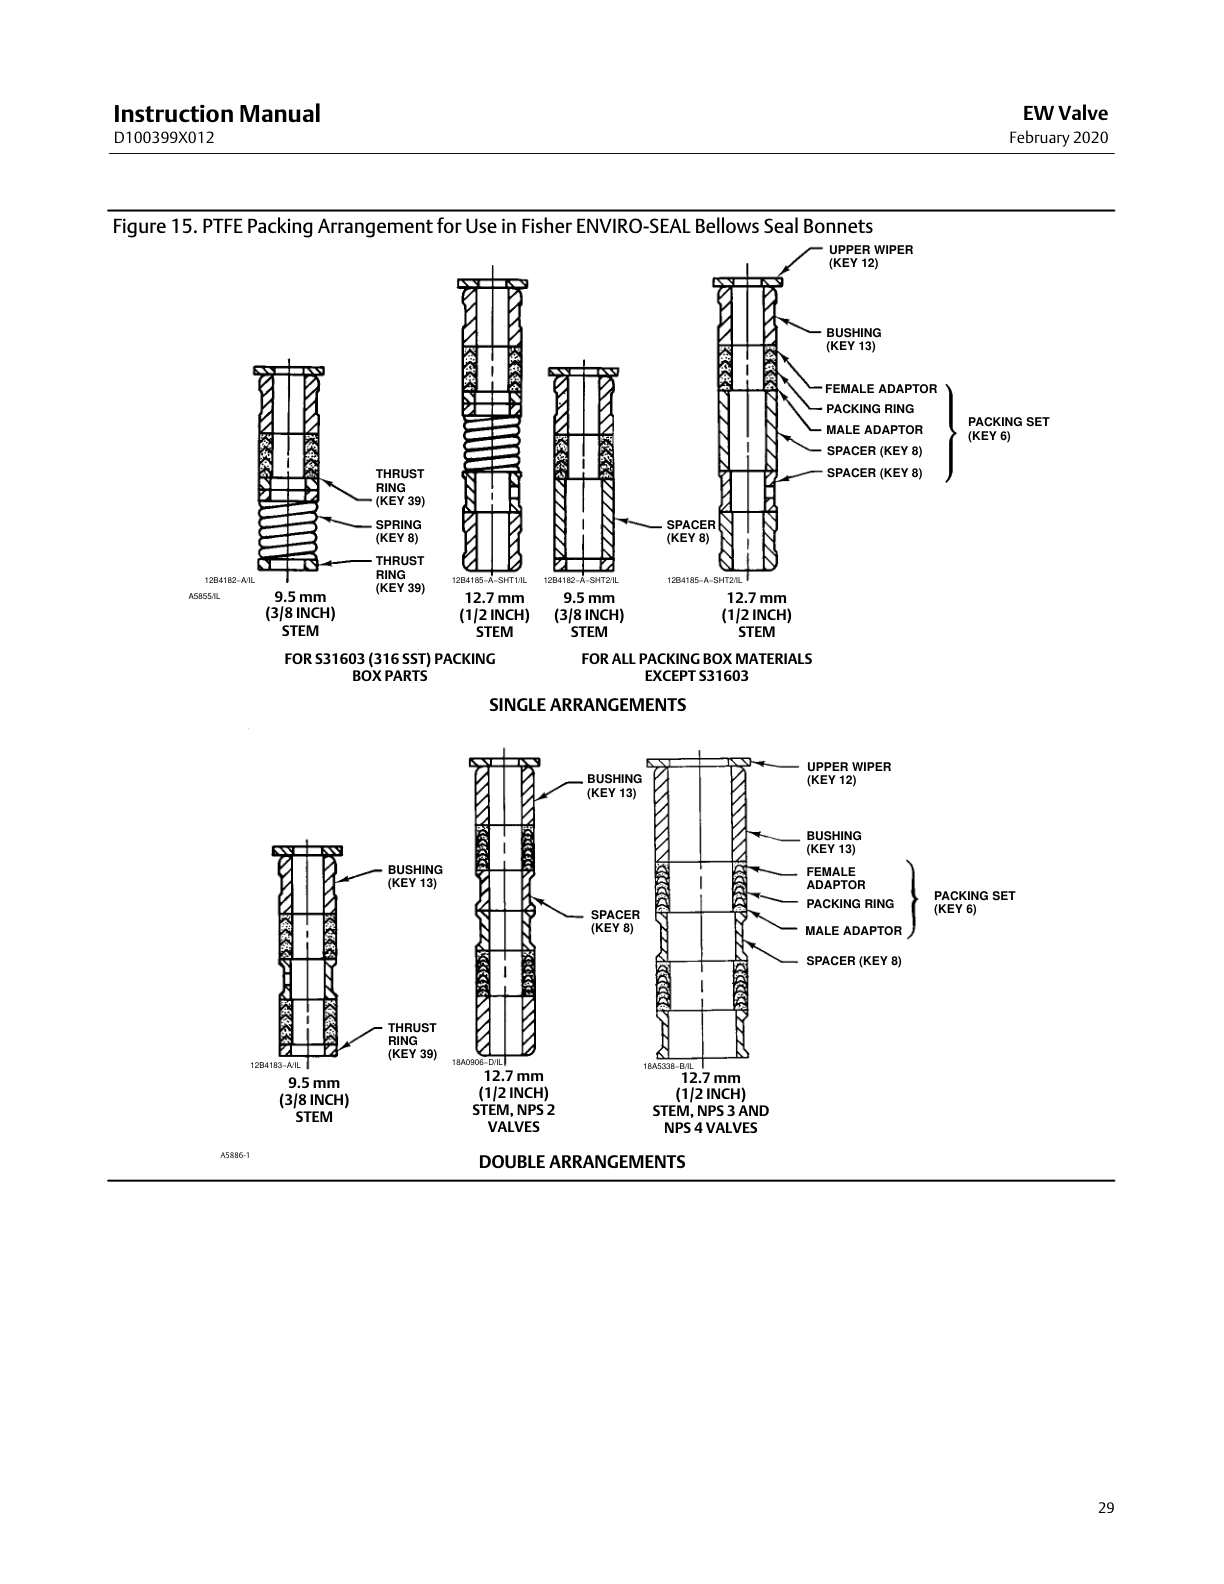 Instruction Manual
D100399X012
EW Valve
February 2020
Figure 15. PTFE Packing Arrangement for Use in Fisher ENVIRO-SEAL Bellows Seal Bonnets
UPPER WIPER
(KEY 12)
BUSHING
(KEY 13)
FEMALE ADAPTOR
PACKING RING
MALE ADAPTOR
SPACER (KEY 8)
SPACER (KEY 8)
PACKING SET
(KEY 6)
THRUST
RING
(KEY 39)
SPRING
(KEY 8)
THRUST
RING
(KEY 39)
SPACER
(KEY 8)
12B4182−A/IL
A5855/IL
12B4185−A−SHT1/IL
12B4182−A−SHT2/IL
12B4185−A−SHT2/IL
9.5 mm
(3/8 INCH)
STEM
12.7 mm
(1/2 INCH)
STEM
9.5 mm
(3/8 INCH)
STEM
12.7 mm
(1/2 INCH)
STEM
FOR S31603 (316 SST) PACKING
BOX PARTS
FOR ALL PACKING BOX MATERIALS
EXCEPT S31603
SINGLE ARRANGEMENTS
BUSHING
(KEY 13)
THRUST
RING
(KEY 39)
12B4183−A/IL
9.5 mm
(3/8 INCH)
STEM
BUSHING
(KEY 13)
SPACER
(KEY 8)
18A0906−D/IL
12.7 mm
(1/2 INCH)
STEM, NPS 2
VALVES
UPPER WIPER
(KEY 12)
BUSHING
(KEY 13)
FEMALE
ADAPTOR
PACKING RING
MALE ADAPTOR
PACKING SET
(KEY 6)
SPACER (KEY 8)
18A5338−B/IL
12.7 mm
(1/2 INCH)
STEM, NPS 3 AND
NPS 4 VALVES
A5886-1
DOUBLE ARRANGEMENTS
29